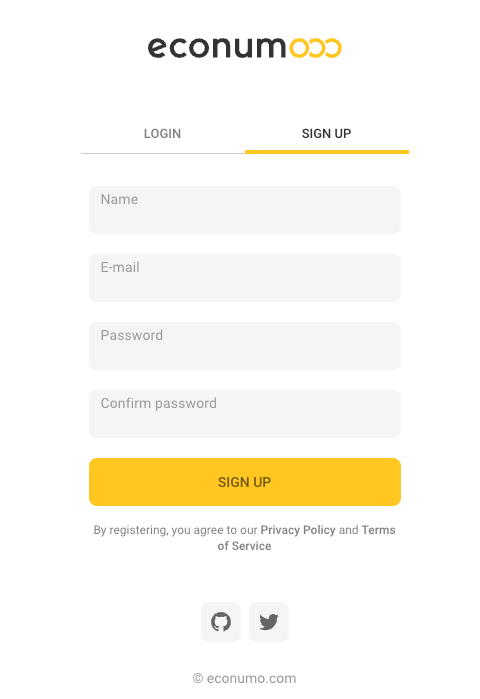 econumooo
LOGIN
SIGN UP
Name
E-mail
Password
Confirm password
SIGN UP
By registering, you agree to our Privacy Policy and Terms
of Service
© econumo.com